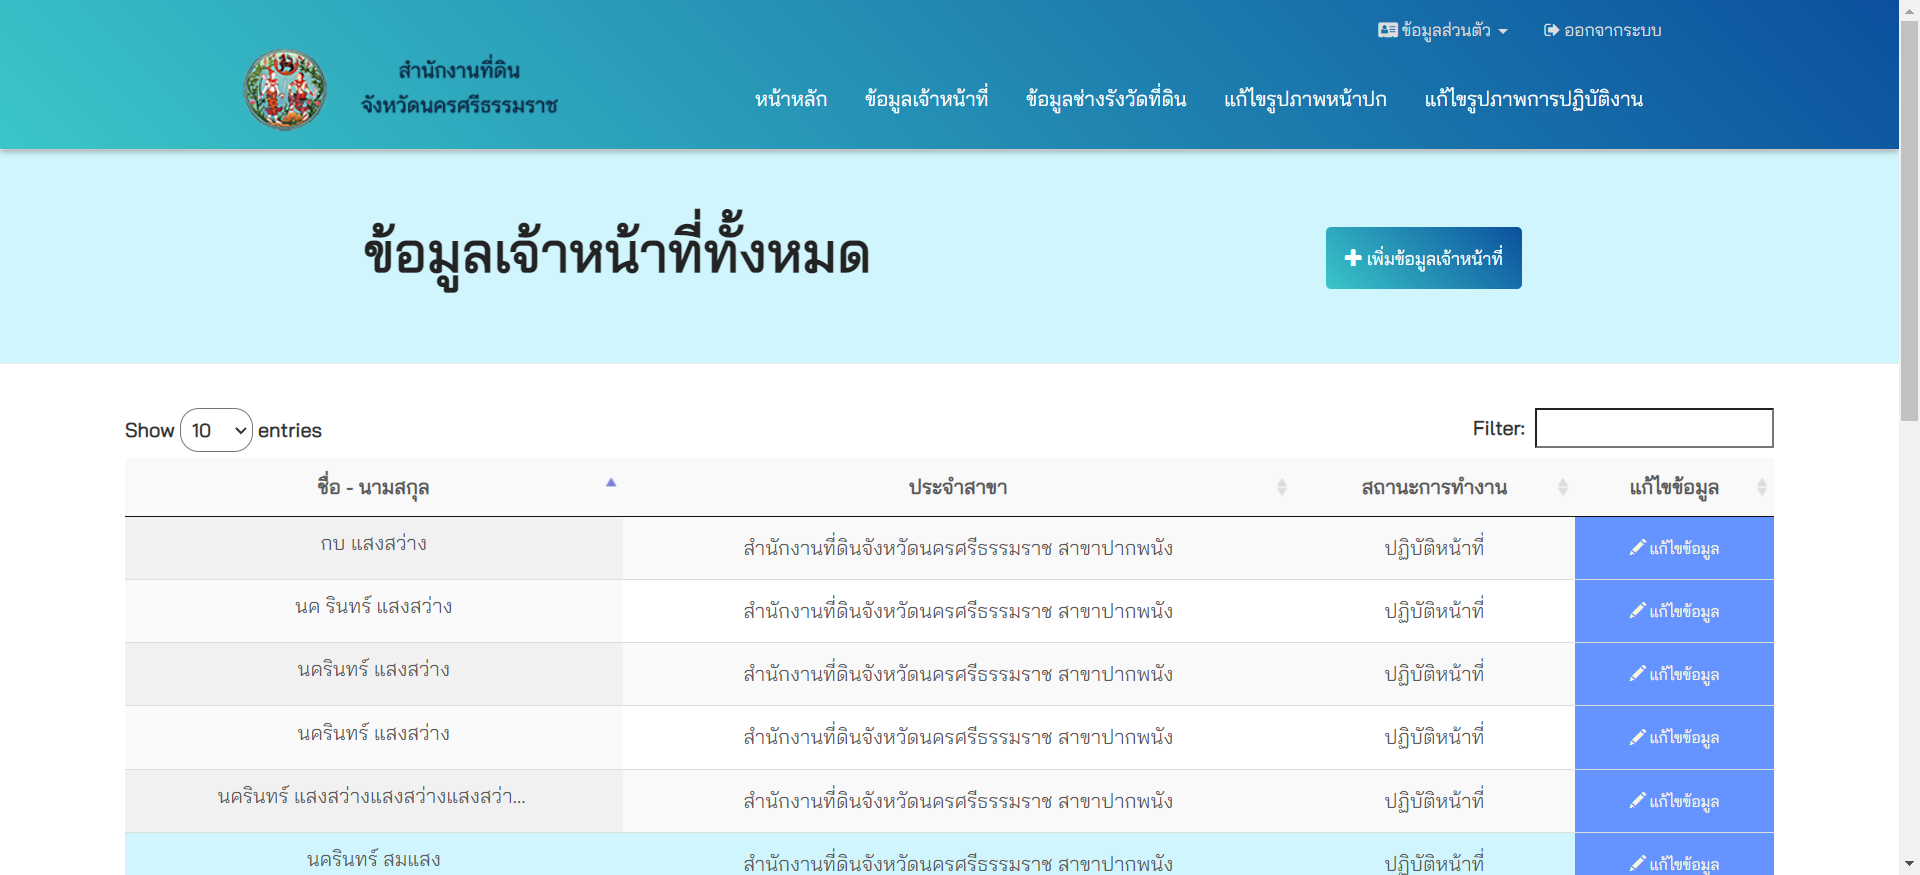 ข้อมูลส่วนตัว ออกจากระบบ
สำนักงานที่ดิน
จังหวัดนครศรีธรรมราช
หน้าหลัก ข้อมูลเจ้าหน้าที่ ข้อมูลช่างรังวัดที่ดิน แก้ไขรูปภาพหน้าปก แก้ไขรูปภาพการปฏิบัติงาน
ข้อมูลเจ้าหน้าที่ทั้งหมด
เพิ่มข้อมูลเจ้าหน้าที่
Show 10 entries Filter:
ชื่อ - นามสกุล ประจำสาขา สถานะการทำงาน แก้ไขข้อมูล
กบ แสงสว่าง สำนักงานที่ดินจังหวัดนครศรีธรรมราช สาขาปากพนัง ปฏิบัติหน้าที่ แก้ไขข้อมูล
นค รินทร์ แสงสว่าง สำนักงานที่ดินจังหวัดนครศรีธรรมราช สาขาปากพนัง ปฏิบัติหน้าที่ แก้ไขข้อมูล
นครินทร์ แสงสว่าง สำนักงานที่ดินจังหวัดนครศรีธรรมราช สาขาปากพนัง ปฏิบัติหน้าที่ แก้ไขข้อมูล
นครินทร์ แสงสว่าง สำนักงานที่ดินจังหวัดนครศรีธรรมราช สาขาปากพนัง ปฏิบัติหน้าที่ แก้ไขข้อมูล
นครินทร์ แสงสว่างแสงสว่างแสงสว่า... สำนักงานที่ดินจังหวัดนครศรีธรรมราช สาขาปากพนัง ปฏิบัติหน้าที่ แก้ไขข้อมูล
นครินทร์ สมแสง สำนักงานที่ดินจังหวัดนครศรีธรรมราช สาขาปากพนัง ปฏิบัติหน้าที่ แก้ไขข้อมูล